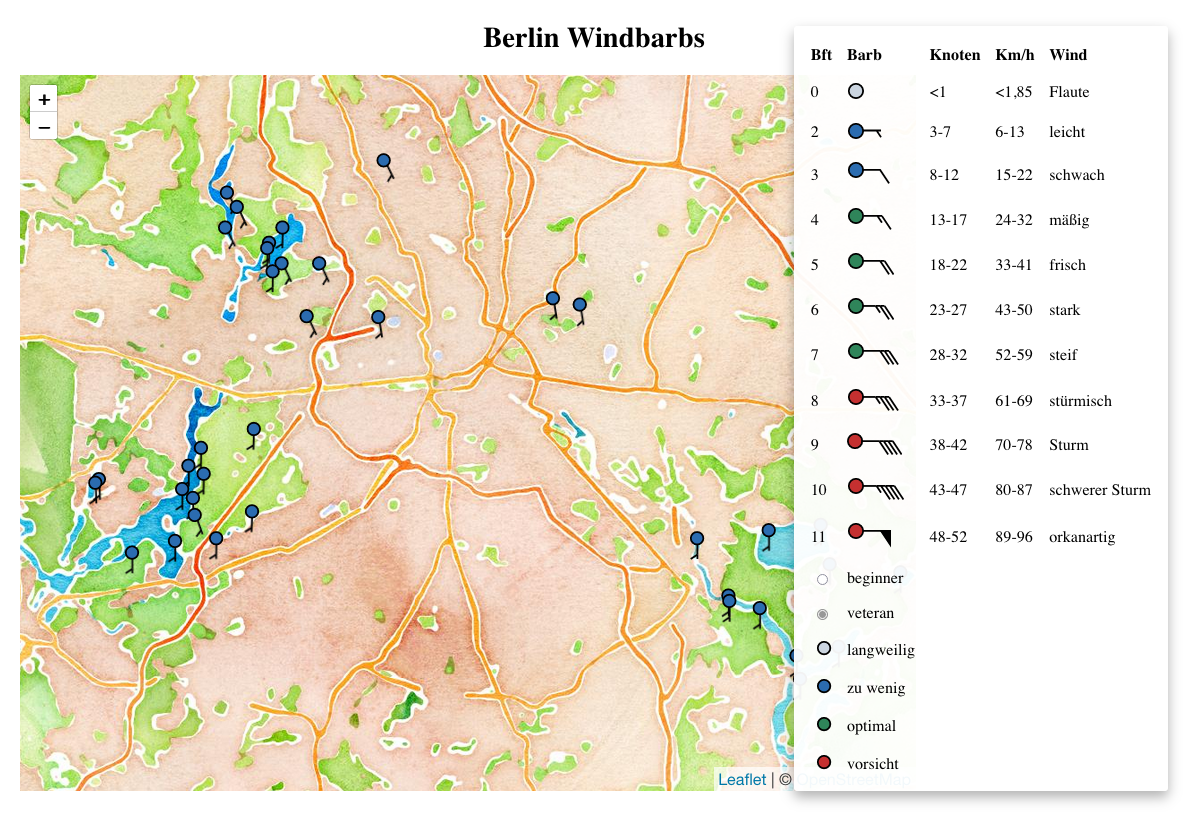 Berlin Windbarbs
+
−
Bft Barb Knoten Km/h Wind
0 <1 <1,85 Flaute
2 3-7 6-13 leicht
3 8-12 15-22 schwach
4 13-17 24-32 mäßig
5 18-22 33-41 frisch
6 23-27 43-50 stark
7 28-32 52-59 steif
8 33-37 61-69 stürmisch
9 38-42 70-78 Sturm
10 43-47 80-87 schwerer Sturm
11 48-52 89-96 orkanartig
beginner
veteran
langweilig
zu wenig
optimal
vorsicht
Leaflet | © OpenStreetMap